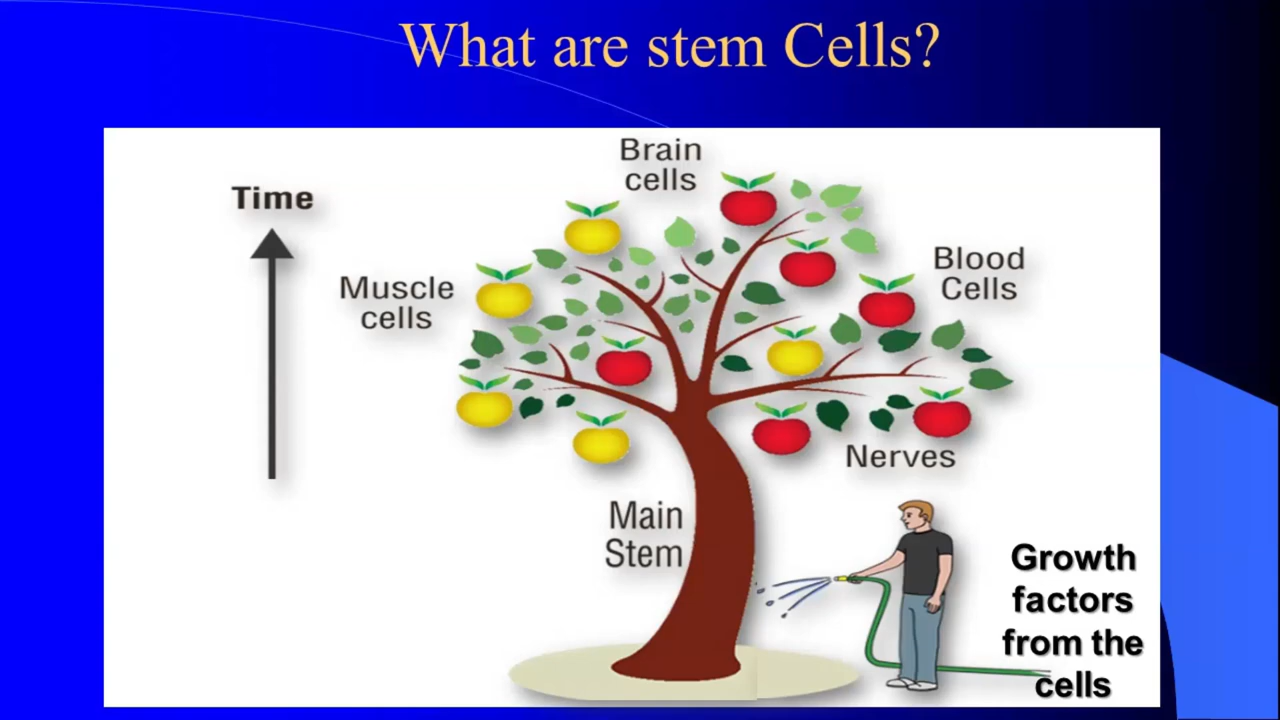 What are stem Cells?
Brain
cells
Time
Muscle
cells
Blood
Cells
Nerves
Main
Stem
Growth
factors
from the
cells